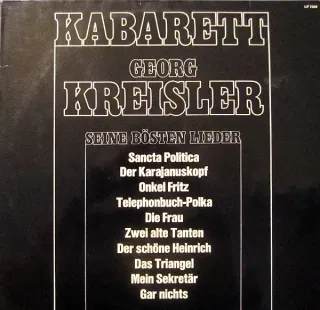 KABARETT
GEORG
KREISLER
SEINE BÖSTEN LIEDER
Sancta Politica
Der Karajanuskopf
Onkel Fritz
Telephonbuch-Polka
Die Frau
Zwei alte Tanten
Der schöne Heinrich
Das Triangel
Mein Sekretär
Gar nichts